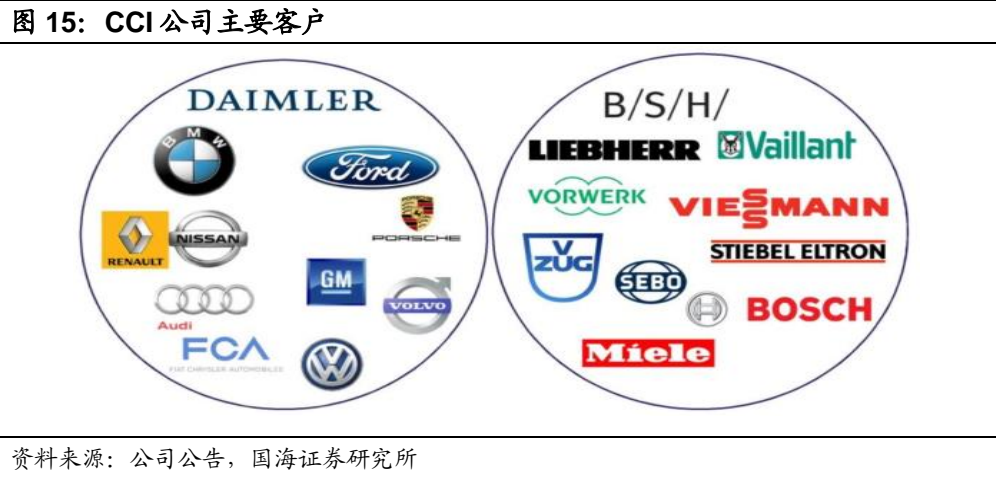 图 15：CCI 公司主要客户
DAIMLER
BMW
Ford
RENAULT
NISSAN
PORSCHE
GM
Audi
VOLVO
FCA
FIAT CHRYSLER AUTOMOBILES
VW
B/S/H/
LIEBHERR
Vaillant
VORWERK
VIESSMANN
V
ZUG
STIEBEL ELTRON
SEBO
BOSCH
Miele
资料来源：公司公告，国海证券研究所